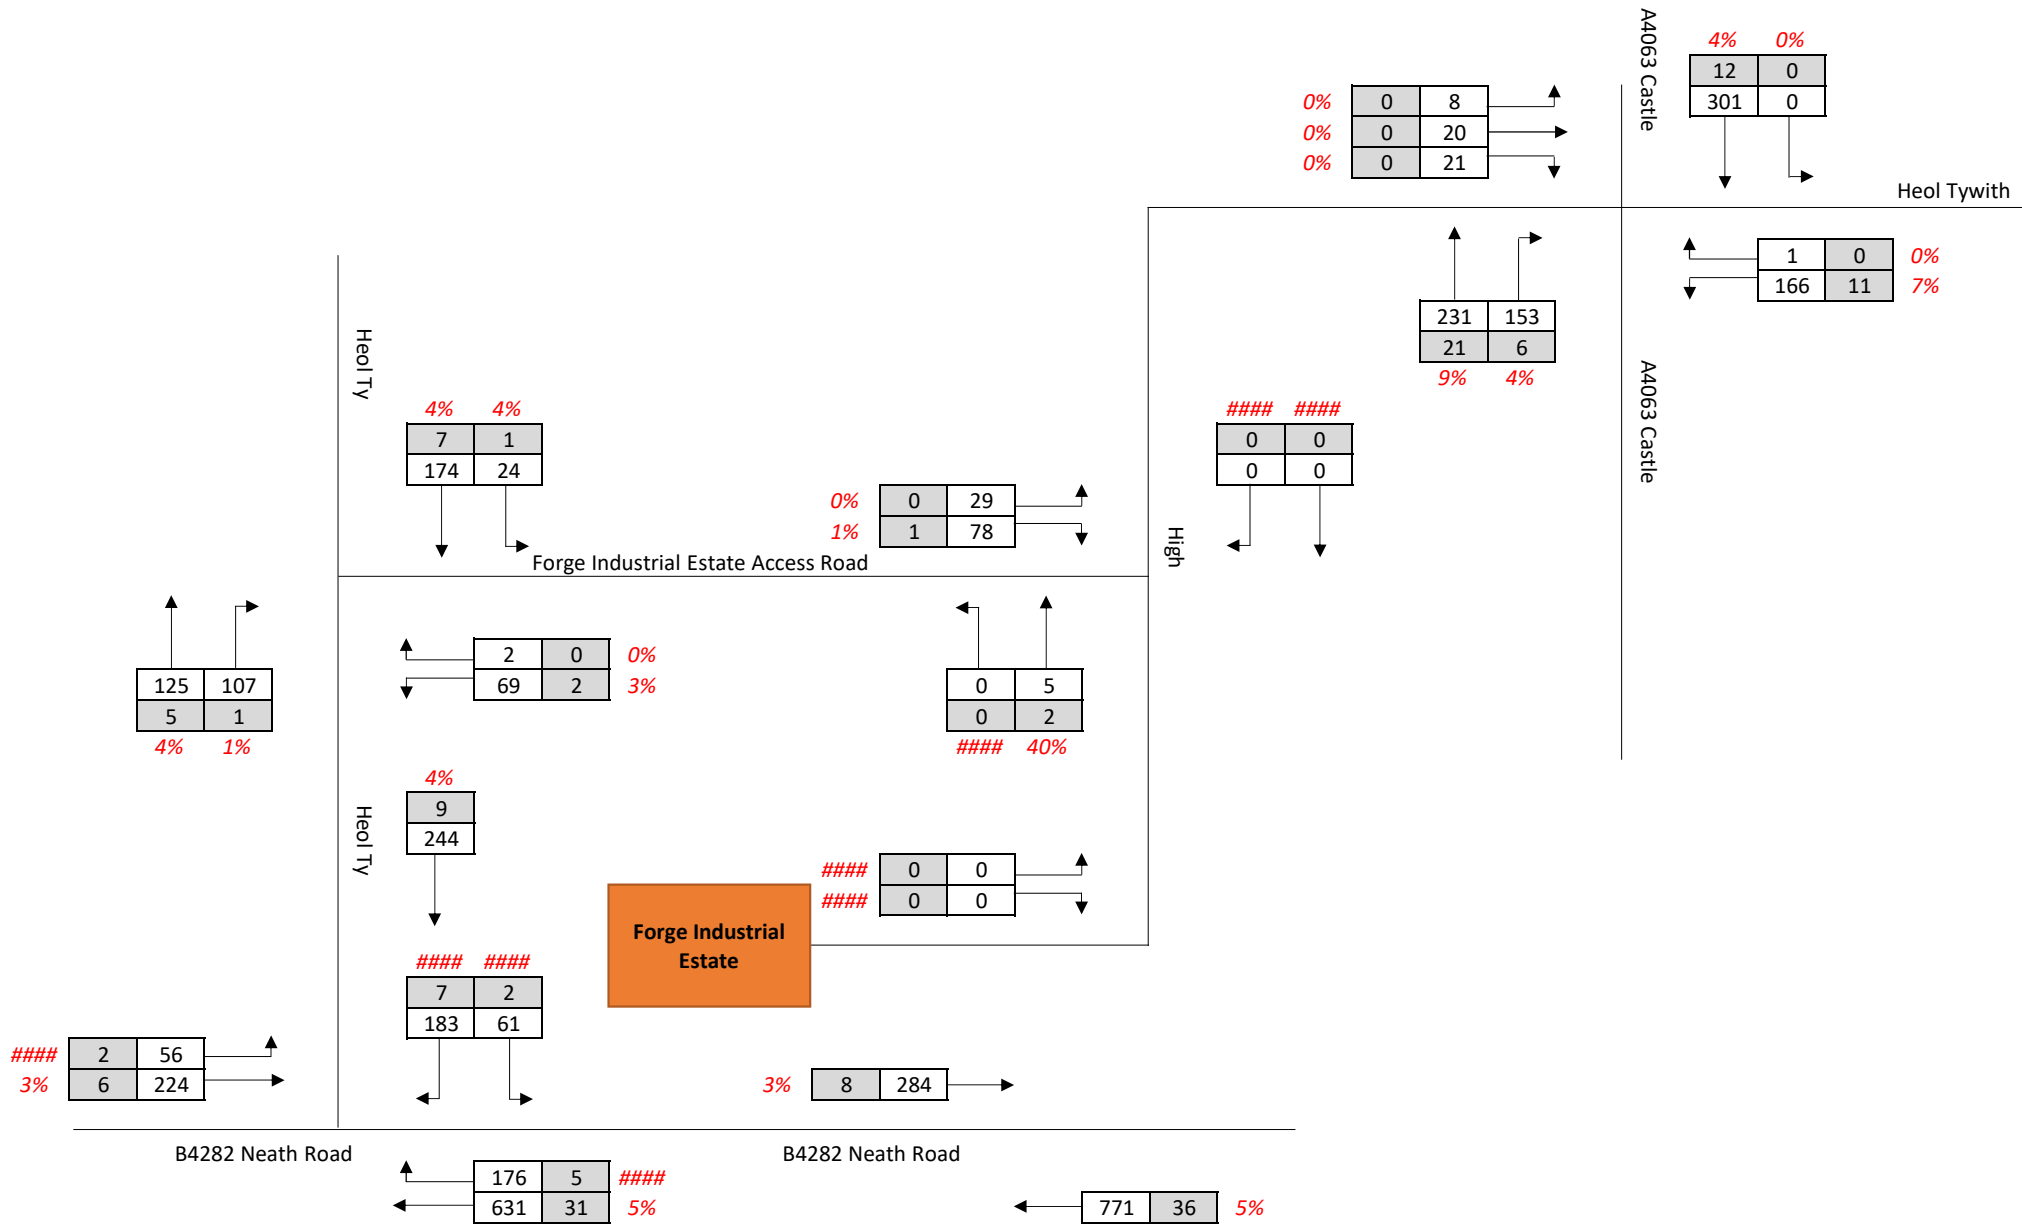 A4063 Castle
4% 0%
12 0
301 0
0% 0 8
0% 0 20
0% 0 21
Heol Tywith
1 0 0%
166 11 7%
231 153
21 6
9% 4%
A4063 Castle
Heol Ty
4% 4%
7 1
174 24
#### ####
0 0
0 0
0% 0 29
1% 1 78
High
Forge Industrial Estate Access Road
2 0 0%
69 2 3%
125 107
5 1
4% 1%
0 5
0 2
#### 40%
4%
9
244
Heol Ty
#### 0 0
#### 0 0
Forge Industrial
Estate
#### ####
7 2
183 61
#### 2 56
3% 6 224
3% 8 284
B4282 Neath Road
B4282 Neath Road
176 5 ####
631 31 5%
771 36 5%